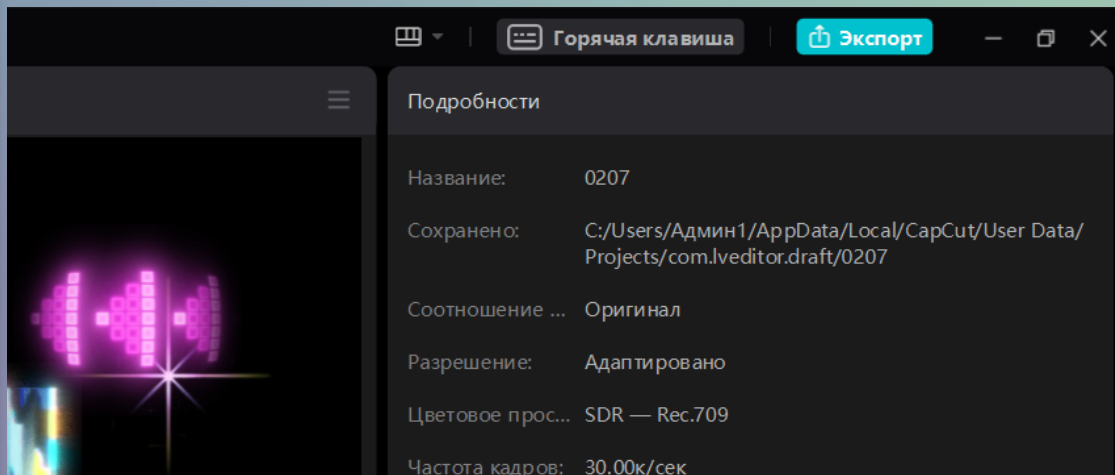 Горячая клавиша
Экспорт
Подробности
Название: 0207
Сохранено: C:/Users/Админ1/AppData/Local/CapCut/User Data/
Projects/com.lveditor.draft/0207
Соотношение ... Оригинал
Разрешение: Адаптировано
Цветовое прос... SDR — Rec.709
Частота кадров: 30.00к/сек